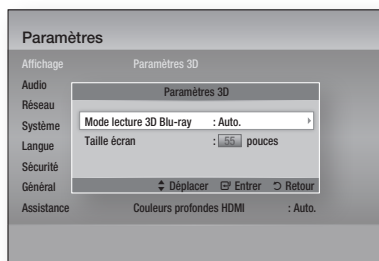 Paramètres
Affichage Paramètres 3D
Audio
Réseau
Système
Langue
Sécurité
Général
Assistance
Paramètres 3D
Mode lecture 3D Blu-ray : Auto.
Taille écran : 55 pouces
Déplacer Entrer Retour
Couleurs profondes HDMI : Auto.